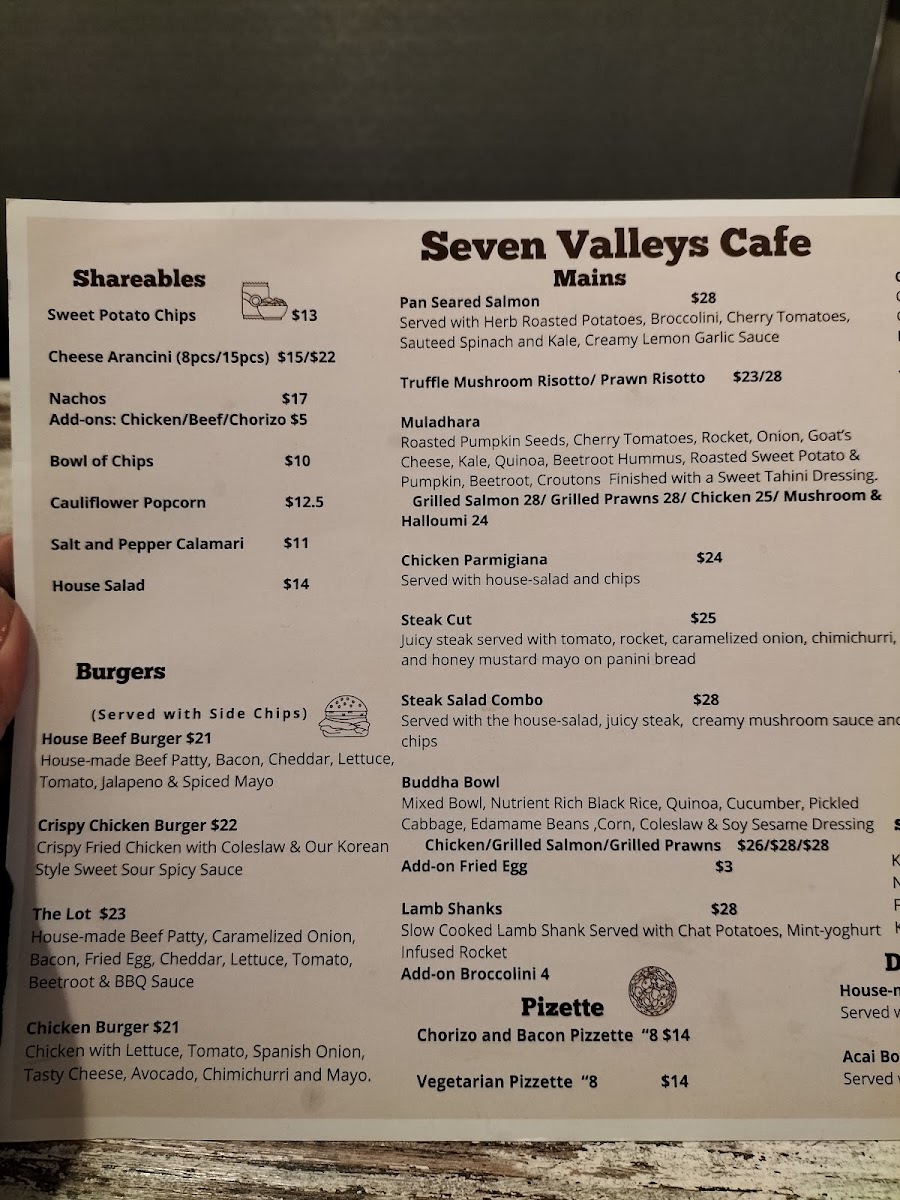 Seven Valleys Cafe
Shareables
Sweet Potato Chips $13
Cheese Arancini (8pcs/15pcs) $15/$22
Nachos $17
Add-ons: Chicken/Beef/Chorizo $5
Bowl of Chips $10
Cauliflower Popcorn $12.5
Salt and Pepper Calamari $11
House Salad $14
Burgers
(Served with Side Chips)
House Beef Burger $21
House-made Beef Patty, Bacon, Cheddar, Lettuce,
Tomato, Jalapeno & Spiced Mayo
Crispy Chicken Burger $22
Crispy Fried Chicken with Coleslaw & Our Korean
Style Sweet Sour Spicy Sauce
The Lot $23
House-made Beef Patty, Caramelized Onion,
Bacon, Fried Egg, Cheddar, Lettuce, Tomato,
Beetroot & BBQ Sauce
Chicken Burger $21
Chicken with Lettuce, Tomato, Spanish Onion,
Tasty Cheese, Avocado, Chimichurri and Mayo.
Mains
Pan Seared Salmon $28
Served with Herb Roasted Potatoes, Broccolini, Cherry Tomatoes,
Sauteed Spinach and Kale, Creamy Lemon Garlic Sauce
Truffle Mushroom Risotto/ Prawn Risotto $23/28
Muladhara
Roasted Pumpkin Seeds, Cherry Tomatoes, Rocket, Onion, Goat's
Cheese, Kale, Quinoa, Beetroot Hummus, Roasted Sweet Potato &
Pumpkin, Beetroot, Croutons Finished with a Sweet Tahini Dressing.
Grilled Salmon 28/ Grilled Prawns 28/ Chicken 25/ Mushroom &
Halloumi 24
Chicken Parmigiana $24
Served with house-salad and chips
Steak Cut $25
Juicy steak served with tomato, rocket, caramelized onion, chimichurri,
and honey mustard mayo on panini bread
Steak Salad Combo $28
Served with the house-salad, juicy steak, creamy mushroom sauce and
chips
Buddha Bowl
Mixed Bowl, Nutrient Rich Black Rice, Quinoa, Cucumber, Pickled
Cabbage, Edamame Beans ,Corn, Coleslaw & Soy Sesame Dressing
Chicken/Grilled Salmon/Grilled Prawns $26/$28/$28
Add-on Fried Egg $3
Lamb Shanks $28
Slow Cooked Lamb Shank Served with Chat Potatoes, Mint-yoghurt
Infused Rocket
Add-on Broccolini 4
Pizette
Chorizo and Bacon Pizzette “8 $14
Vegetarian Pizzette “8 $14
Served
Acai
Served